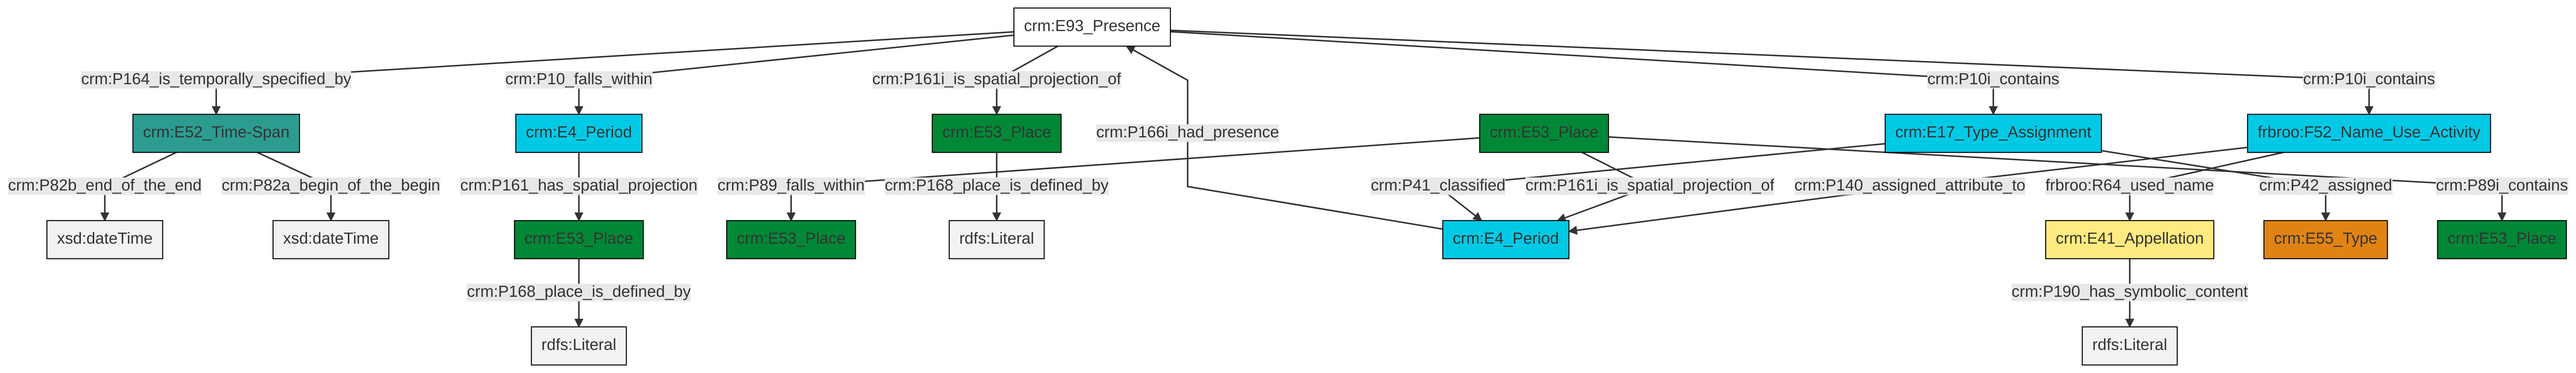 crm:E93_Presence
crm:P164_is_temporally_specified_by
crm:P10_falls_within
crm:P161i_is_spatial_projection_of
crm:P10i_contains
crm:P10i_contains
crm:E52_Time-Span
crm:E4_Period
crm:E53_Place
crm:P166i_had_presence
crm:E53_Place
crm:E17_Type_Assignment
frbroo:F52_Name_Use_Activity
crm:P82b_end_of_the_end
crm:P82a_begin_of_the_begin
crm:P161_has_spatial_projection
crm:P89_falls_within
crm:P168_place_is_defined_by
crm:P41_classified
crm:P161i_is_spatial_projection_of
crm:P140_assigned_attribute_to
frbroo:R64_used_name
crm:P42_assigned
crm:P89i_contains
xsd:dateTime
xsd:dateTime
crm:E53_Place
crm:E53_Place
rdfs:Literal
crm:E4_Period
crm:E41_Appellation
crm:E55_Type
crm:E53_Place
crm:P168_place_is_defined_by
crm:P190_has_symbolic_content
rdfs:Literal
rdfs:Literal